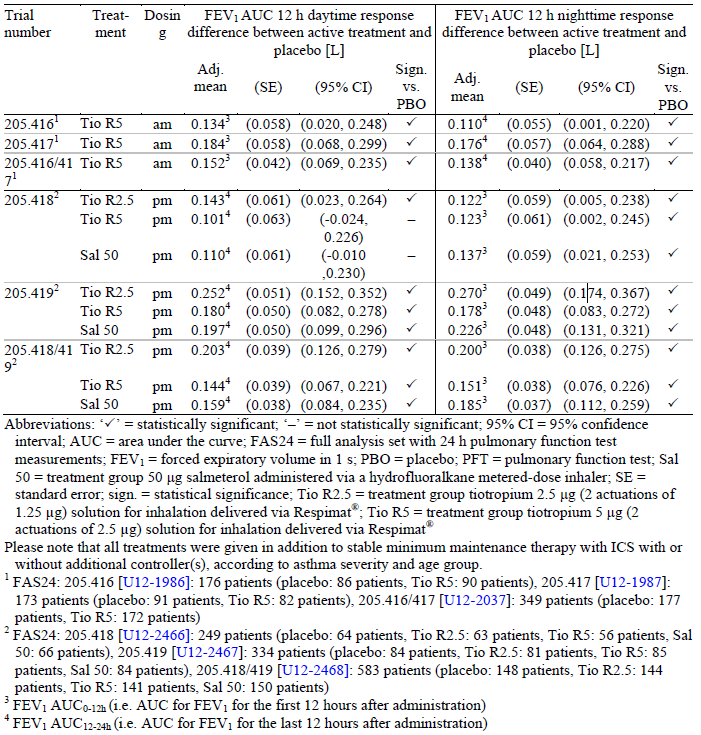 Trial number Treat-ment Dosin g FEV₁ AUC 12 h daytime response difference between active treatment and placebo [L] FEV₁ AUC 12 h nighttime response difference between active treatment and placebo [L]
Adj. mean (SE) (95% CI) Sign. vs. PBO Adj. mean (SE) (95% CI) Sign. vs. PBO
205.416¹ Tio R5 am 0.134³ (0.058) (0.020, 0.248) ✓ 0.110⁴ (0.055) (0.001, 0.220) ✓
205.417¹ Tio R5 am 0.184³ (0.058) (0.068, 0.299) ✓ 0.176⁴ (0.057) (0.064, 0.288) ✓
205.416/41 7¹ Tio R5 am 0.152³ (0.042) (0.069, 0.235) ✓ 0.138⁴ (0.040) (0.058, 0.217) ✓
205.418² Tio R2.5 pm 0.143⁴ (0.061) (0.023, 0.264) ✓ 0.122³ (0.059) (0.005, 0.238) ✓
Tio R5 pm 0.101⁴ (0.063) (-0.024, 0.226) – 0.123³ (0.061) (0.002, 0.245) ✓
Sal 50 pm 0.110⁴ (0.061) (-0.010 ,0.230) – 0.137³ (0.059) (0.021, 0.253) ✓
205.419² Tio R2.5 pm 0.252⁴ (0.051) (0.152, 0.352) ✓ 0.270³ (0.049) (0.174, 0.367) ✓
Tio R5 pm 0.180⁴ (0.050) (0.082, 0.278) ✓ 0.178³ (0.048) (0.083, 0.272) ✓
Sal 50 pm 0.197⁴ (0.050) (0.099, 0.296) ✓ 0.226³ (0.048) (0.131, 0.321) ✓
205.418/41 9² Tio R2.5 pm 0.203⁴ (0.039) (0.126, 0.279) ✓ 0.200³ (0.038) (0.126, 0.275) ✓
Tio R5 pm 0.144⁴ (0.039) (0.067, 0.221) ✓ 0.151³ (0.038) (0.076, 0.226) ✓
Sal 50 pm 0.159⁴ (0.038) (0.084, 0.235) ✓ 0.185³ (0.037) (0.112, 0.259) ✓
Abbreviations: ‘✓’ = statistically significant; ‘–’ = not statistically significant; 95% CI = 95% confidence
interval; AUC = area under the curve; FAS24 = full analysis set with 24 h pulmonary function test
measurements; FEV₁ = forced expiratory volume in 1 s; PBO = placebo; PFT = pulmonary function test; Sal
50 = treatment group 50 µg salmeterol administered via a hydrofluoralkane metered-dose inhaler; SE =
standard error; sign. = statistical significance; Tio R2.5 = treatment group tiotropium 2.5 µg (2 actuations of
1.25 µg) solution for inhalation delivered via Respimat®; Tio R5 = treatment group tiotropium 5 µg (2
actuations of 2.5 µg) solution for inhalation delivered via Respimat®
Please note that all treatments were given in addition to stable minimum maintenance therapy with ICS with or
without additional controller(s), according to asthma severity and age group.
¹ FAS24: 205.416 [U12-1986]: 176 patients (placebo: 86 patients, Tio R5: 90 patients), 205.417 [U12-1987]:
173 patients (placebo: 91 patients, Tio R5: 82 patients), 205.416/417 [U12-2037]: 349 patients (placebo: 177
patients, Tio R5: 172 patients)
² FAS24: 205.418 [U12-2466]: 249 patients (placebo: 64 patients, Tio R2.5: 63 patients, Tio R5: 56 patients, Sal
50: 66 patients), 205.419 [U12-2467]: 334 patients (placebo: 84 patients, Tio R2.5: 81 patients, Tio R5: 85
patients, Sal 50: 84 patients), 205.418/419 [U12-2468]: 583 patients (placebo: 148 patients, Tio R2.5: 144
patients, Tio R5: 141 patients, Sal 50: 150 patients)
³ FEV₁ AUC₀₋₁₂ₕ (i.e. AUC for FEV₁ for the first 12 hours after administration)
⁴ FEV₁ AUC₁₂₋₂₄ₕ (i.e. AUC for FEV₁ for the last 12 hours after administration)